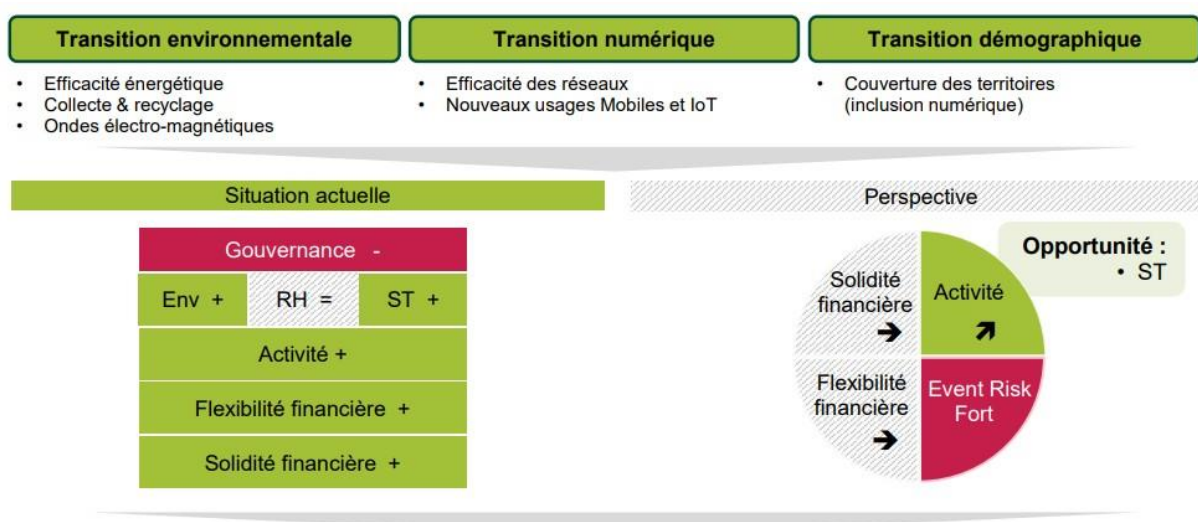 Transition environnementale
Transition numérique
Transition démographique
• Efficacité énergétique
• Collecte & recyclage
• Ondes électro-magnétiques
• Efficacité des réseaux
• Nouveaux usages Mobiles et IoT
• Couverture des territoires
(inclusion numérique)
Situation actuelle
Perspective
Gouvernance -
Env +
RH =
ST +
Activité +
Flexibilité financière +
Solidité financière +
Opportunité :
• ST
Solidité
financière
➔
Activité
↗
Flexibilité
financière
➔
Event Risk
Fort